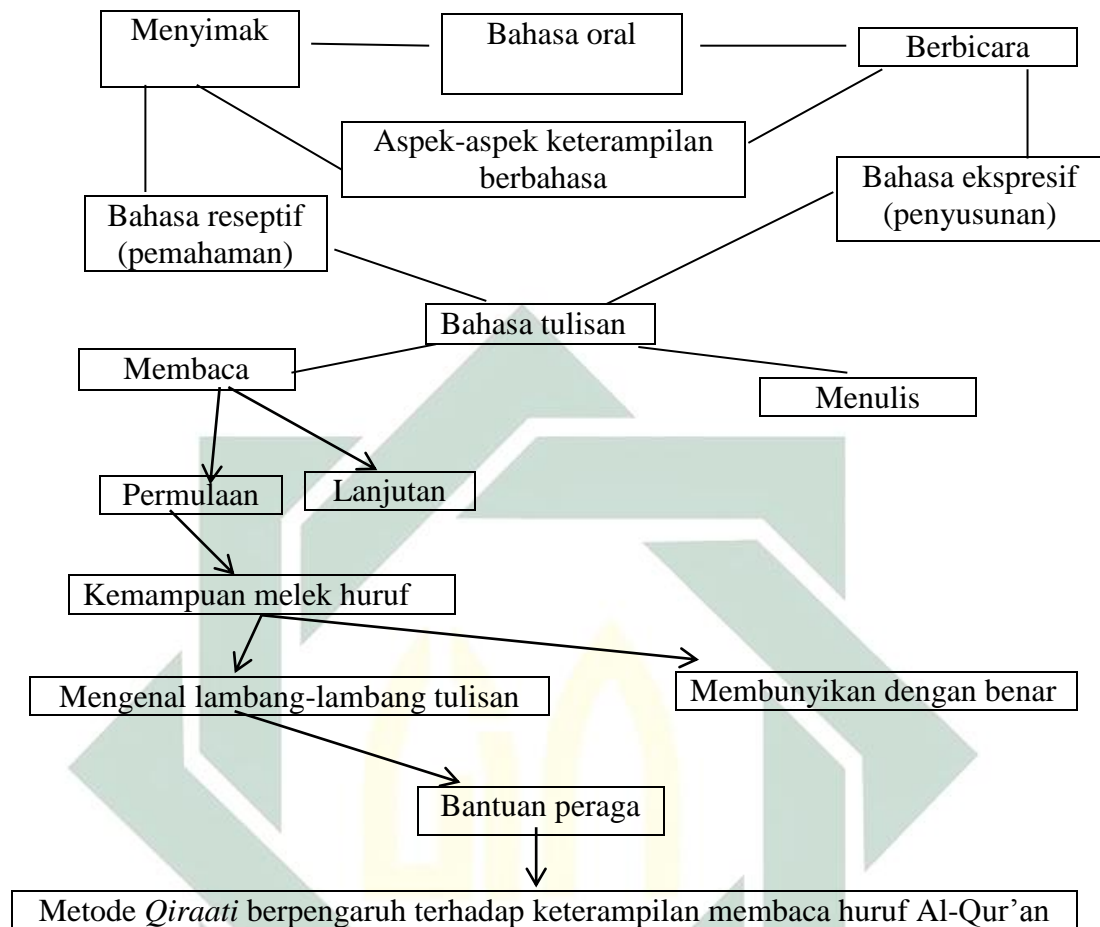 Menyimak
Bahasa oral
Berbicara
Aspek-aspek keterampilan
berbahasa
Bahasa reseptif
(pemahaman)
Bahasa ekspresif
(penyusunan)
Bahasa tulisan
Membaca
Menulis
Permulaan
Lanjutan
Kemampuan melek huruf
Mengenal lambang-lambang tulisan
Membunyikan dengan benar
Bantuan peraga
Metode Qiraati berpengaruh terhadap keterampilan membaca huruf Al-Qur’an